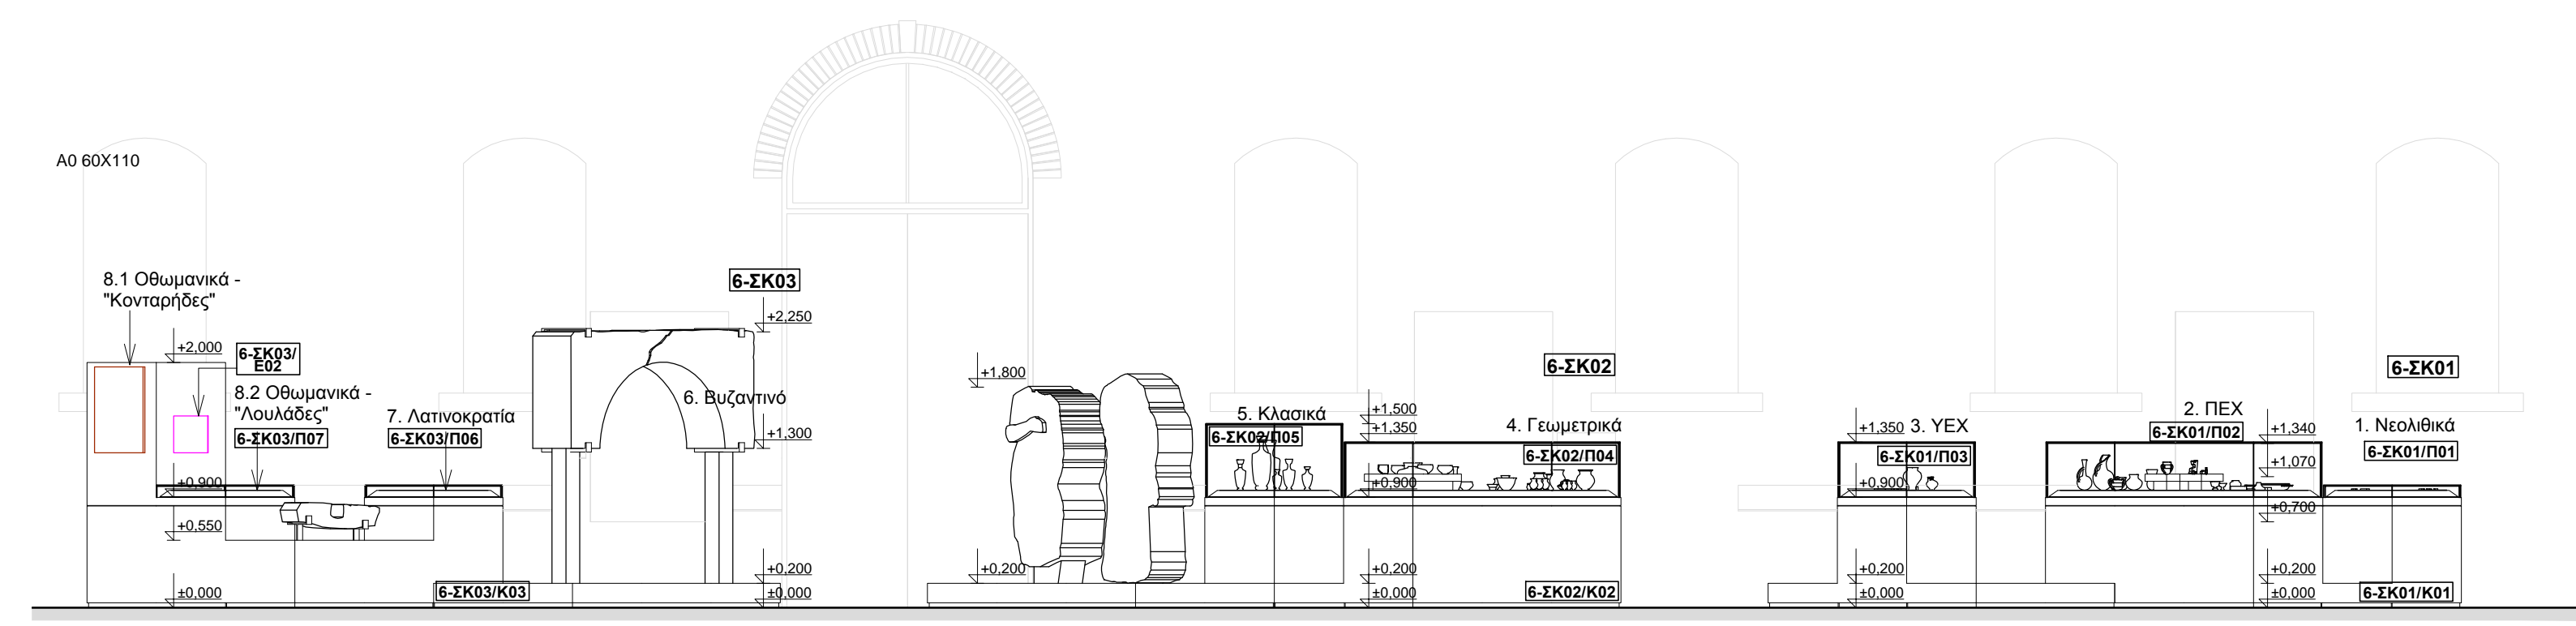 A0 60X110
8.1 Οθωμανικά -
"Κονταρήδες"
+2,000
6-ΣΚ03/
Ε02
8.2 Οθωμανικά -
"Λουλάδες"
6-ΣΚ03/Π07
7. Λατινοκρατία
6-ΣΚ03/Π06
+0,900
+0,550
±0,000
6-ΣΚ03/Κ03
6-ΣΚ03
+2,250
6. Βυζαντινό
+1,300
+0,200
±0,000
+1,800
+0,200
6-ΣΚ02
5. Κλασικά
6-ΣΚ02/Π05
+1,500
+1,350
4. Γεωμετρικά
6-ΣΚ02/Π04
+0,900
+0,200
±0,000
6-ΣΚ02/Κ02
6-ΣΚ01
+1,350
3. ΥΕΧ
6-ΣΚ01/Π03
+0,900
+0,200
±0,000
2. ΠΕΧ
6-ΣΚ01/Π02
+1,340
+1,070
+0,700
+0,200
±0,000
1. Νεολιθικά
6-ΣΚ01/Π01
6-ΣΚ01/Κ01